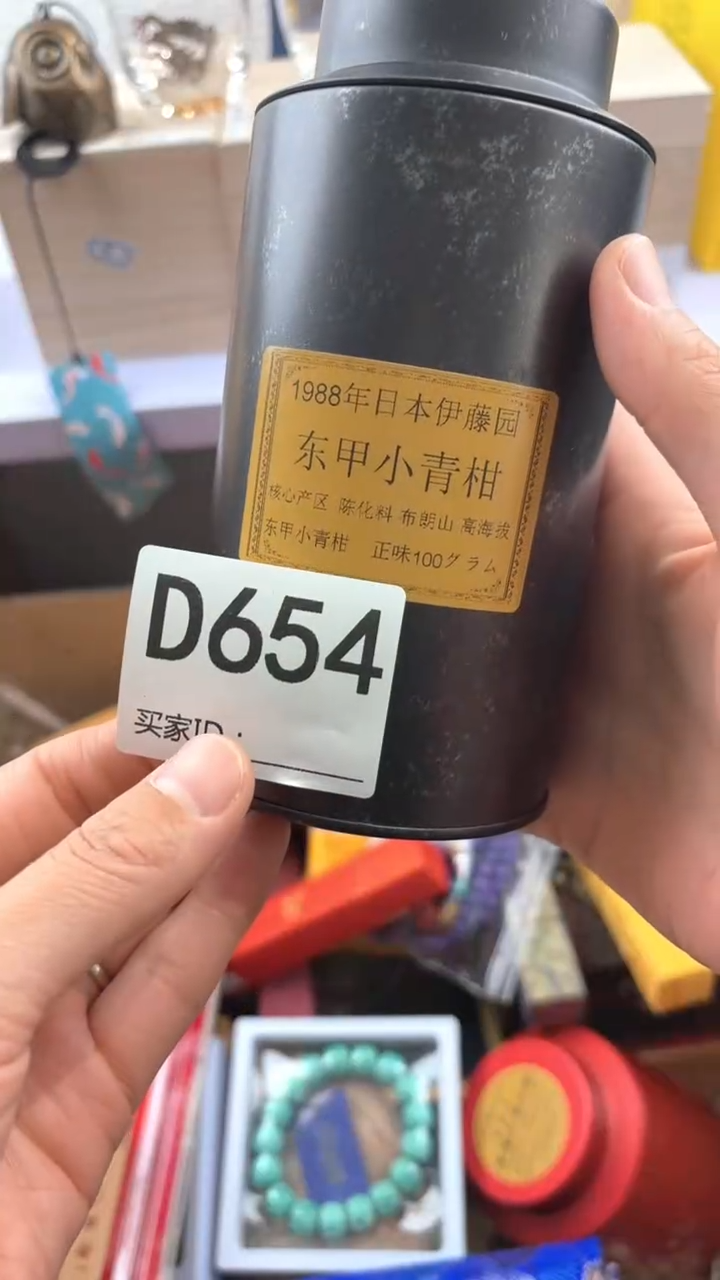 1988年日本伊藤园
东甲小青柑
核心产区 陈化料 布朗山 高海拔
东甲小青柑 正味100グラム
D654
买家ID：